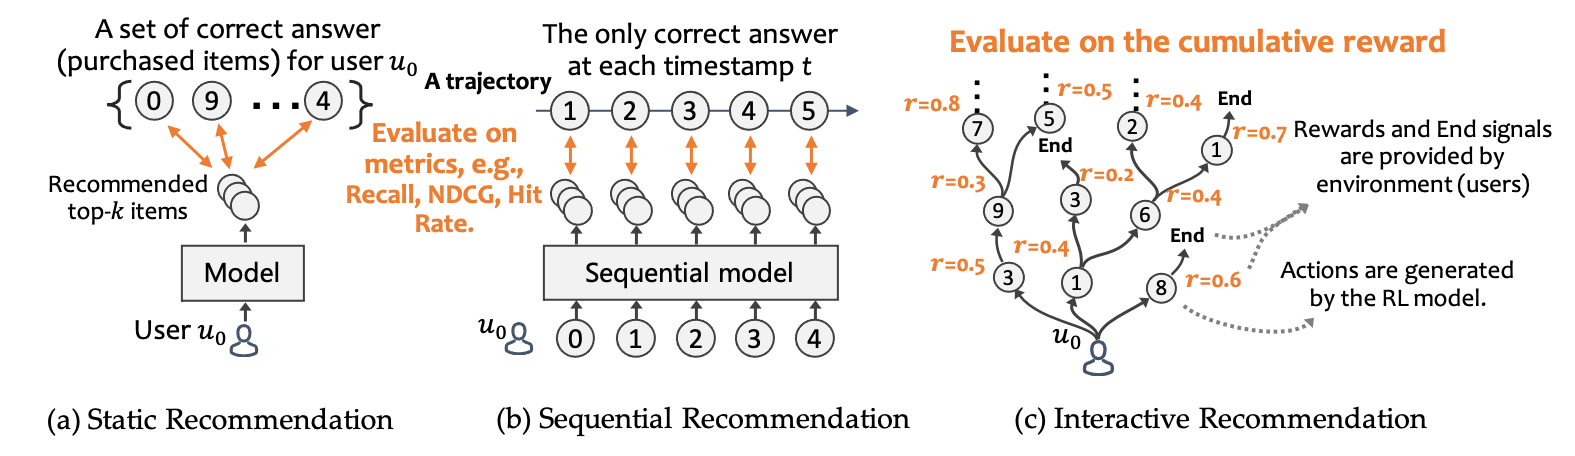 A set of correct answer
(purchased items) for user u₀
{ 0 9 ... 4 }
Recommended
top-k items
Model
User u₀
(a) Static Recommendation
The only correct answer
at each timestamp t
A trajectory
1 2 3 4 5
Evaluate on
metrics, e.g.,
Recall, NDCG, Hit
Rate.
Sequential model
u₀
0 1 2 3 4
(b) Sequential Recommendation
Evaluate on the cumulative reward
r=0.8
r=0.5
r=0.4
End
7
5
2
1
r=0.7
End
r=0.3
r=0.2
r=0.4
9
3
6
End
r=0.5
r=0.4
r=0.6
3
1
8
u₀
Rewards and End signals
are provided by
environment (users)
Actions are generated
by the RL model.
(c) Interactive Recommendation